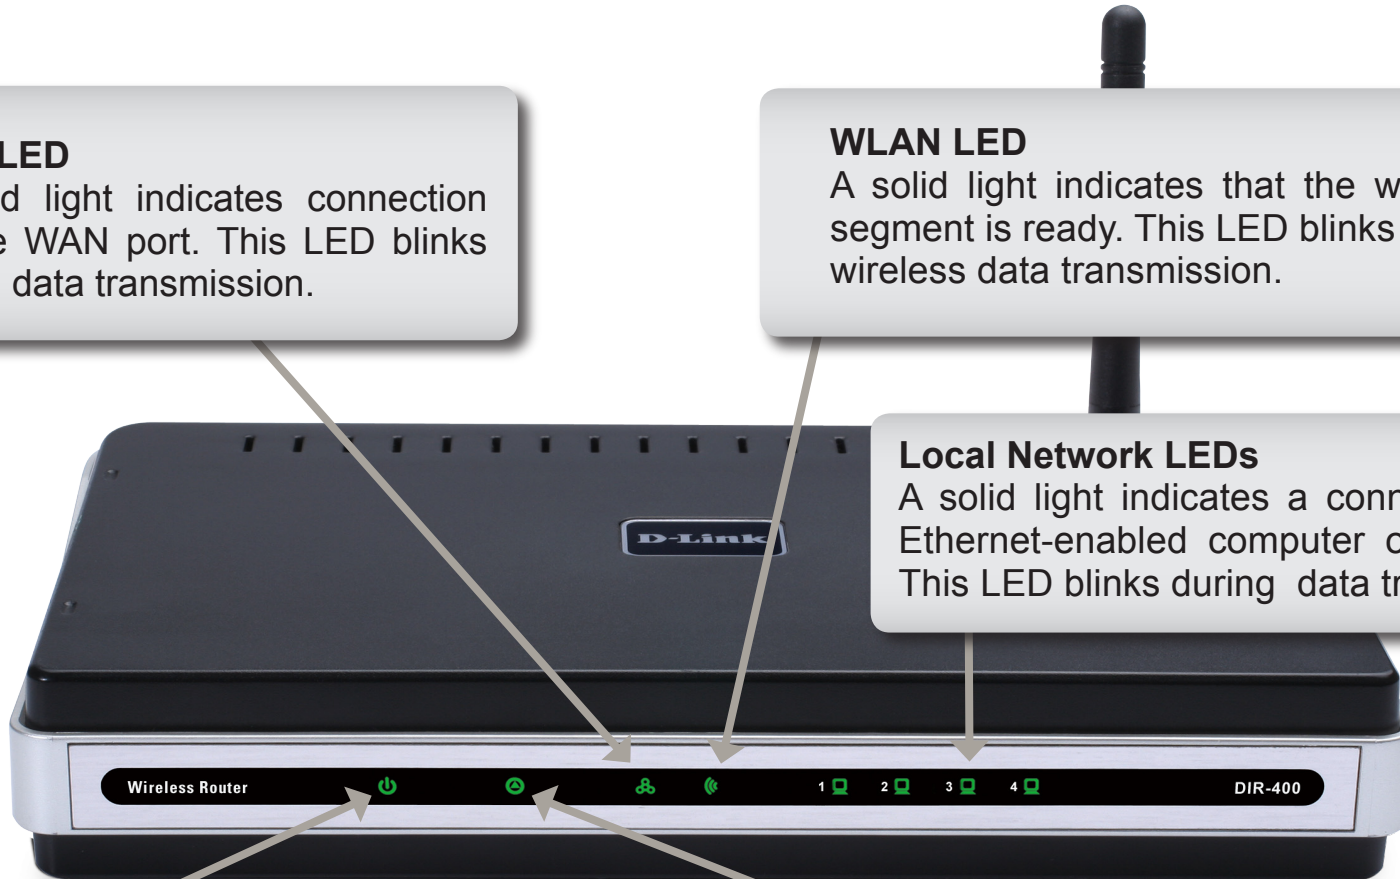 LED
light indicates connection
WAN port. This LED blinks
data transmission.
WLAN LED
A solid light indicates that the
segment is ready. This LED blinks
wireless data transmission.
Local Network LEDs
A solid light indicates a
Ethernet-enabled computer
This LED blinks during data
D-Link
Wireless Router
1
2
3
4
DIR-400